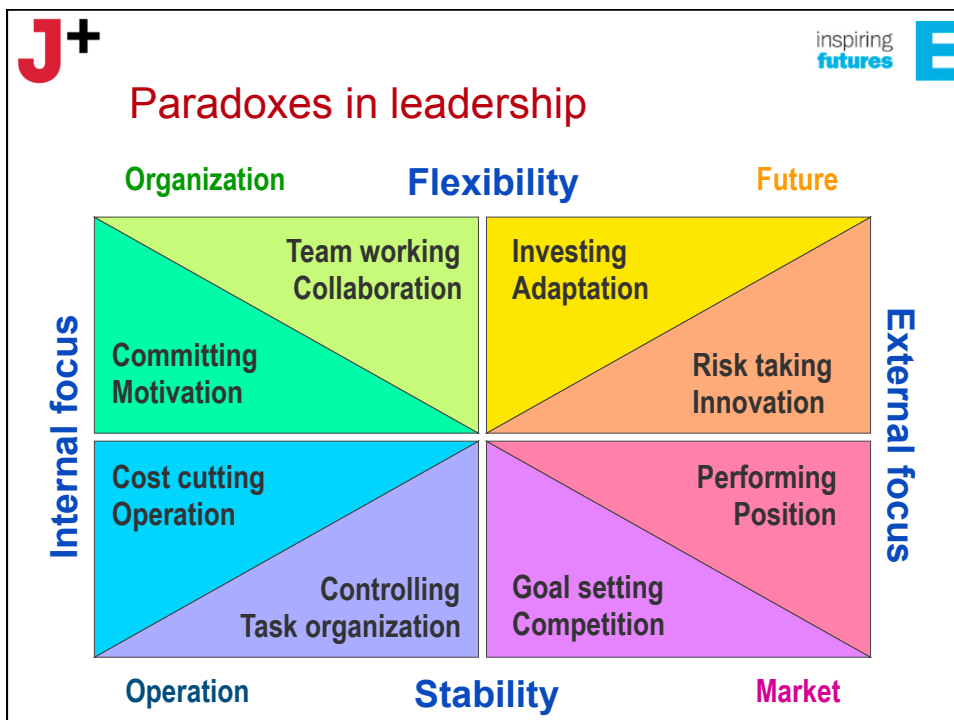 J+
inspiring
futures
E
Paradoxes in leadership
Organization
Flexibility
Future
Team working
Collaboration
Investing
Adaptation
Internal focus
External focus
Committing
Motivation
Risk taking
Innovation
Cost cutting
Operation
Performing
Position
Controlling
Task organization
Goal setting
Competition
Operation
Stability
Market